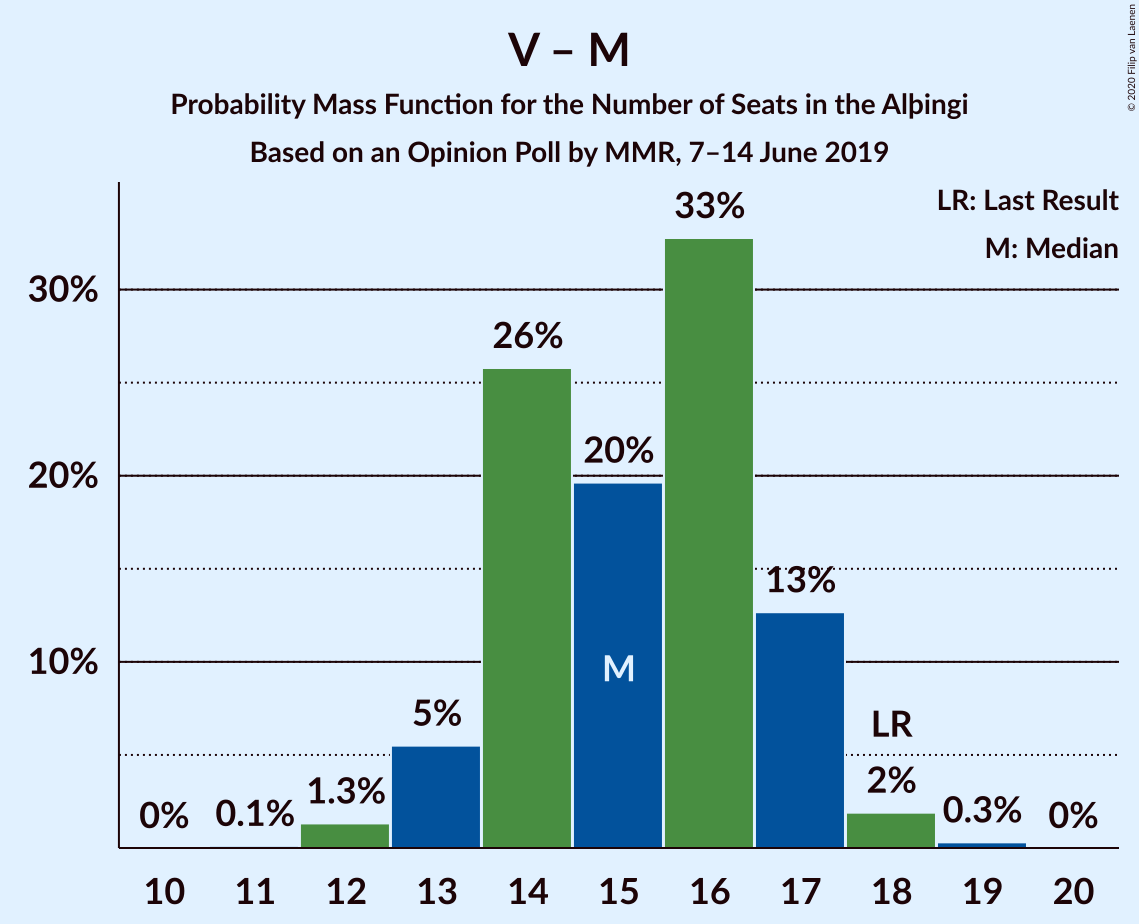 V – M
Probability Mass Function for the Number of Seats in the Alþingi
Based on an Opinion Poll by MMR, 7–14 June 2019
© 2020 Filip van Laenen
LR: Last Result
M: Median
33%
30%
26%
20%
20%
13%
10%
M
5%
LR
1.3%
2%
0%
0.1%
0.3%
0%
10 11 12 13 14 15 16 17 18 19 20